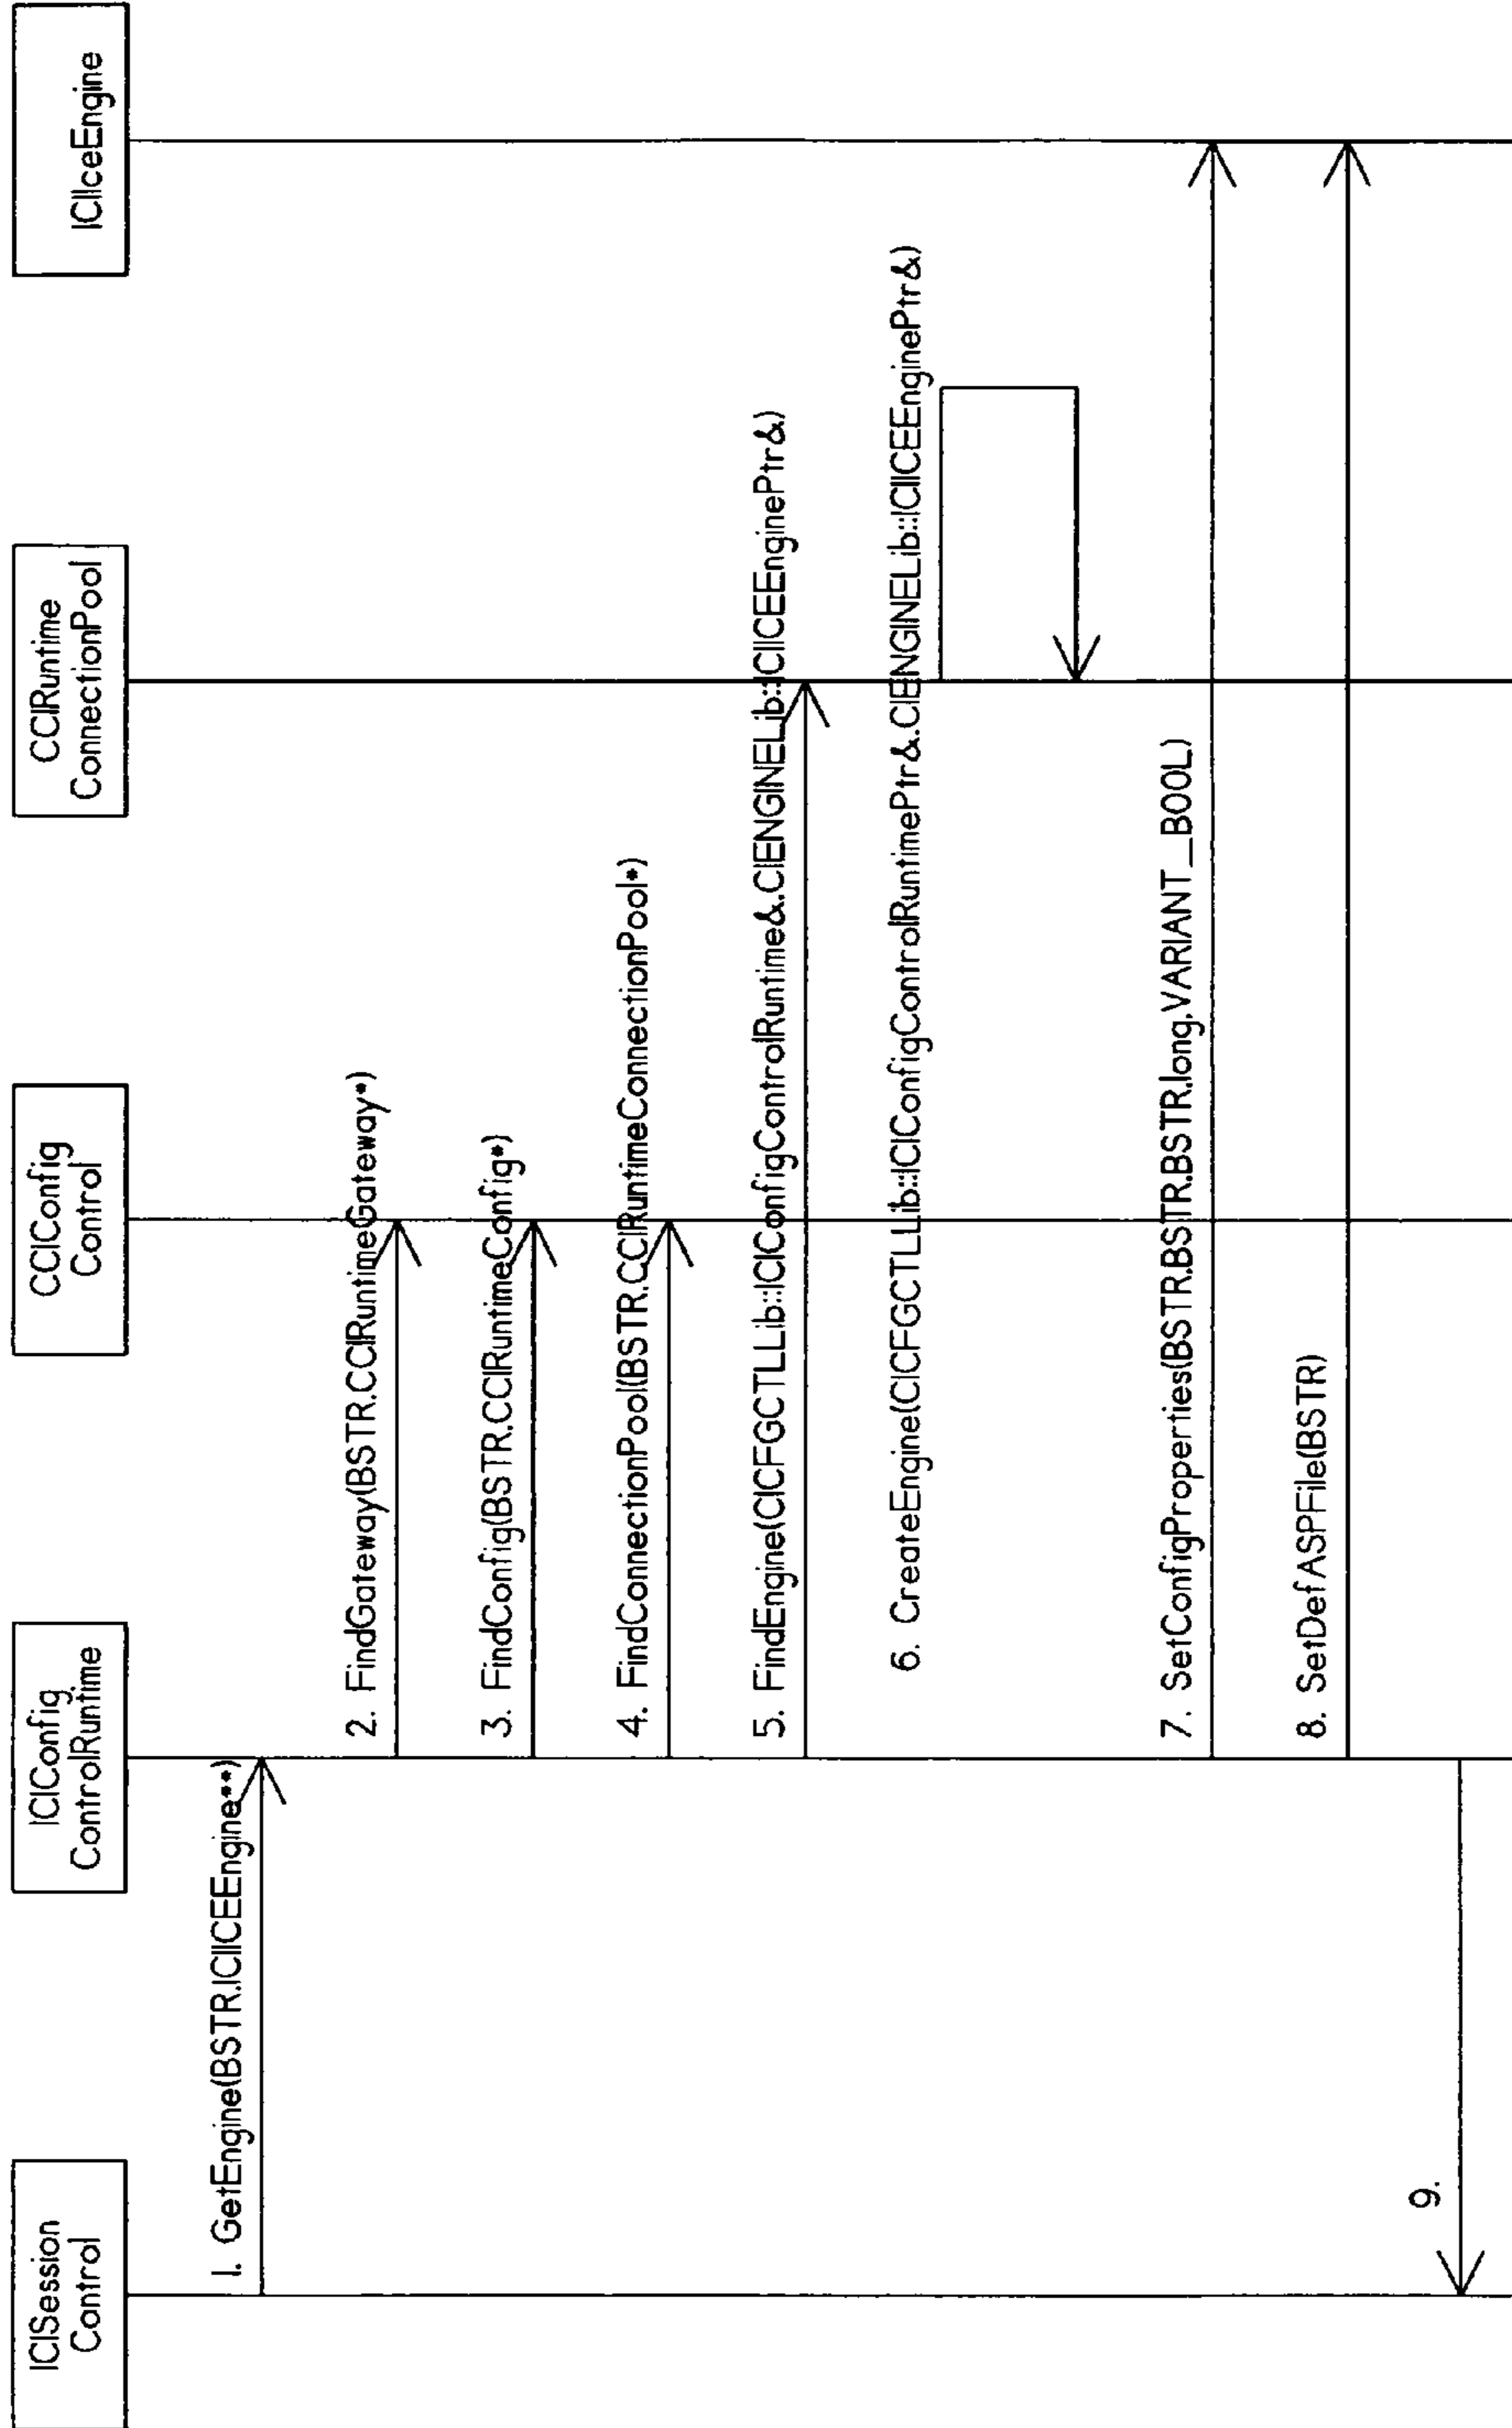 ICISession
Control
ICIConfig
ControlRuntime
CCIConfig
Control
CCIRuntime
ConnectionPool
ICIIceEngine
1. GetEngine(BSTR,ICIICEEngine**)
2. FindGateway(BSTR,CCIRuntimeGateway*)
3. FindConfig(BSTR,CCIRuntimeConfig*)
4. FindConnectionPool(BSTR,CCIRuntimeConnectionPool*)
5. FindEngine(CICFGCTLLib::ICIConfigControlRuntime&,CIENGINELib::ICIICEEnginePtr&)
6. CreateEngine(CICFGCTLLib::ICIConfigControlRuntimePtr&,CIENGINELib::ICIICEEnginePtr&)
7. SetConfigProperties(BSTR,BSTR,BSTR,long,VARIANT_BOOL)
8. SetDefASPFile(BSTR)
9.